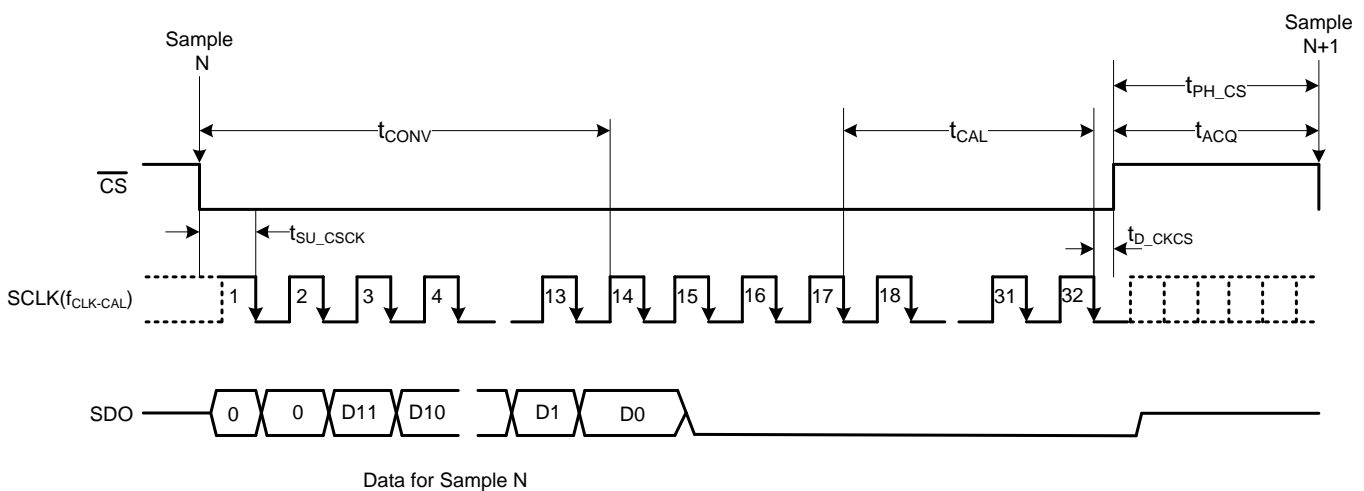 Sample
N
Sample
N+1
tPH_CS
tCONV
tCAL
tACQ
CS
tSU_CSCK
tD_CKCS
SCLK(fCLK-CAL)
1 2 3 4 13 14 15 16 17 18 31 32
SDO
0 0 D11 D10 D1 D0
Data for Sample N